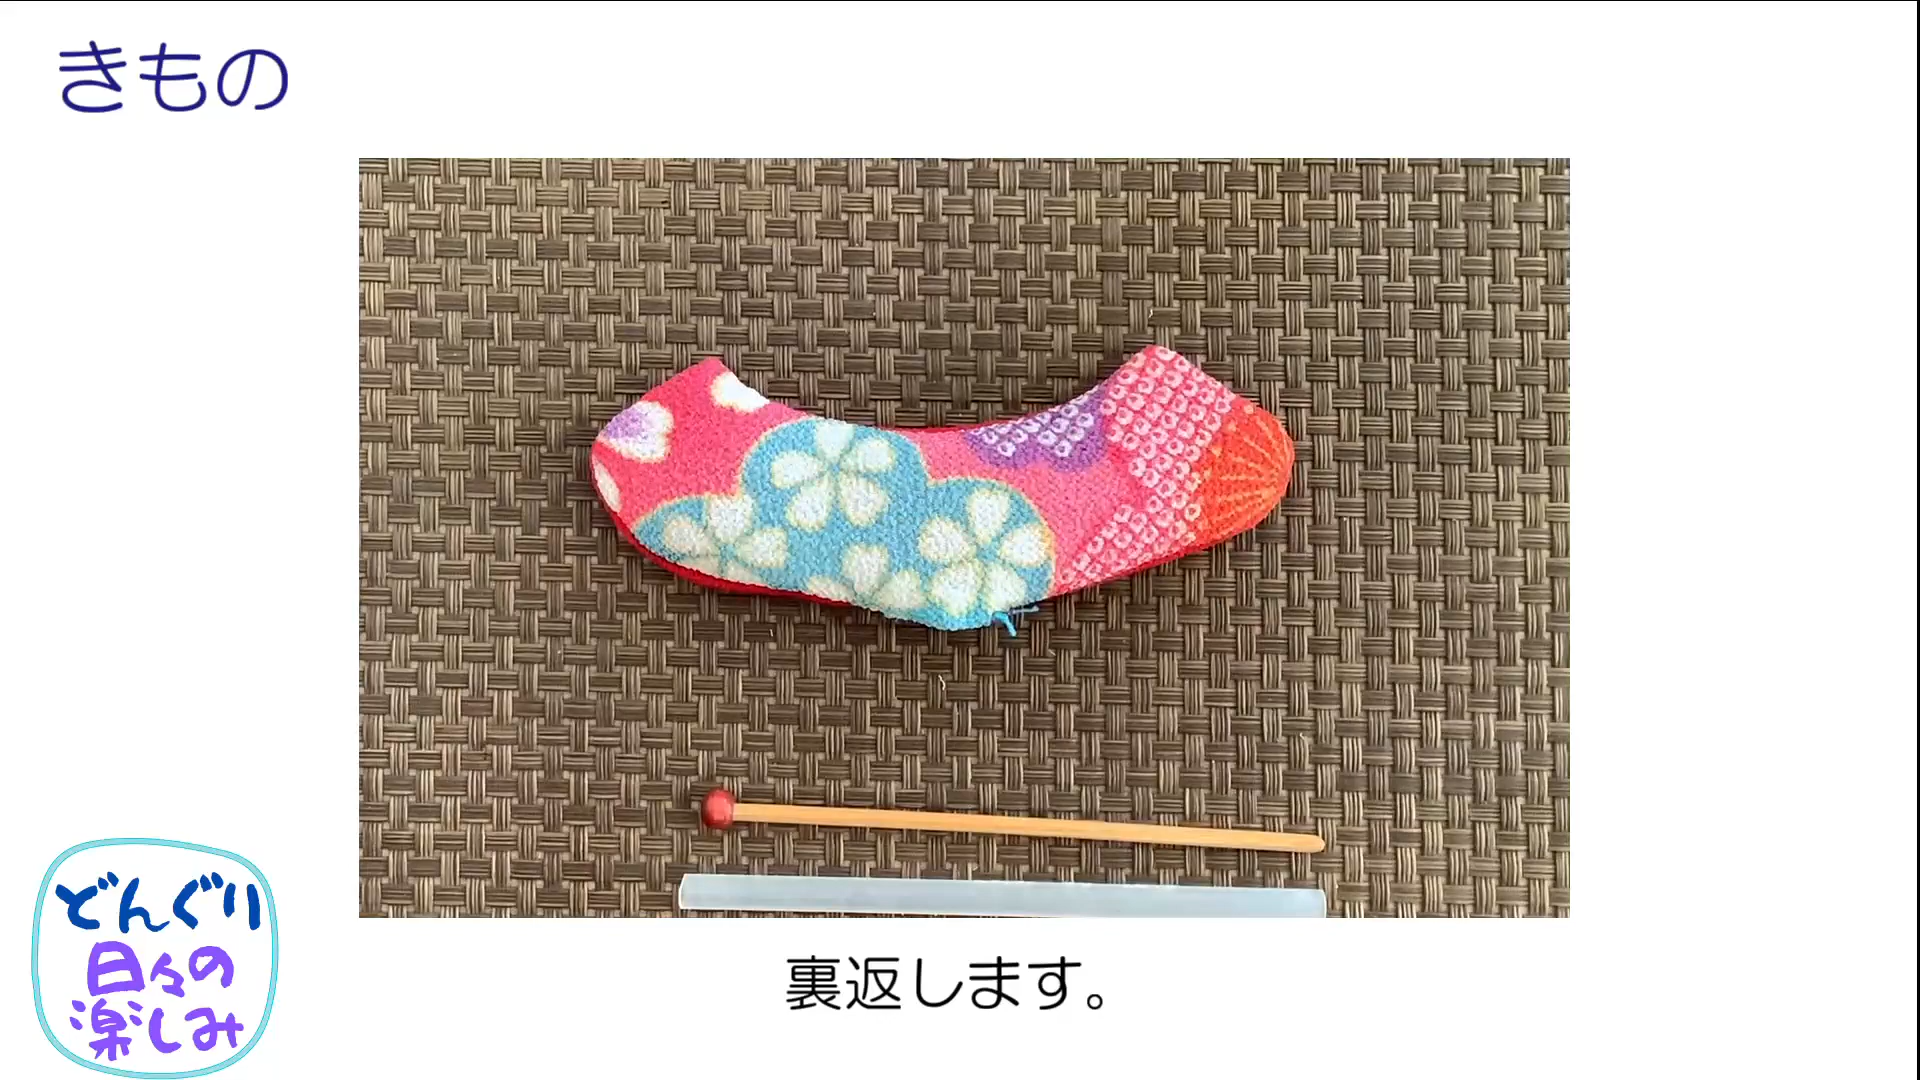 きもの
裏返します。
どんぐり
日々の
楽しみ